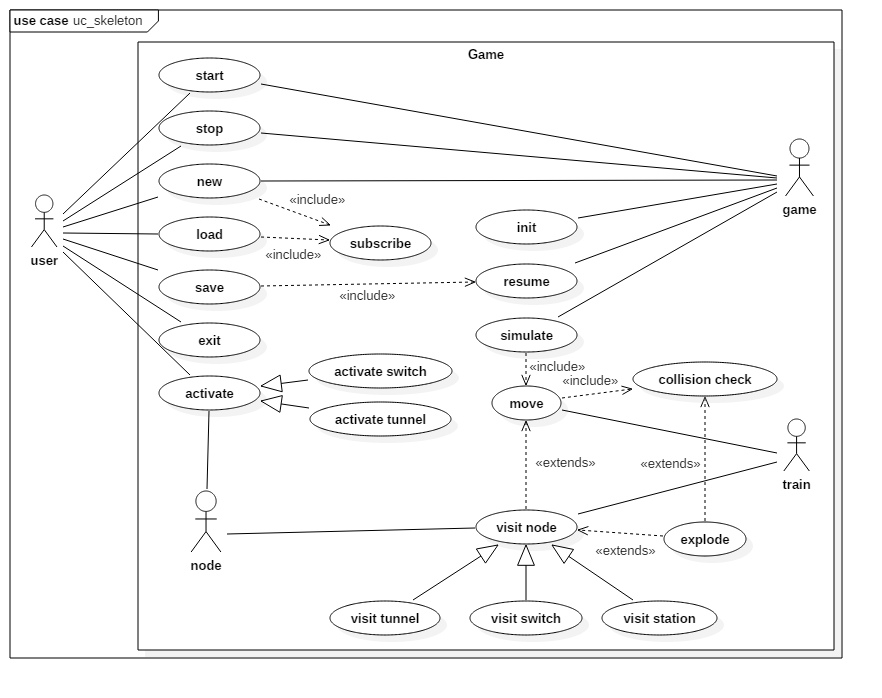 use case uc_skeleton
Game
start
stop
new
load
save
exit
activate
«include»
subscribe
«include»
«include»
init
resume
simulate
«include»
«include»
move
collision check
activate switch
activate tunnel
user
game
train
node
«extends»
«extends»
visit node
explode
«extends»
visit tunnel
visit switch
visit station